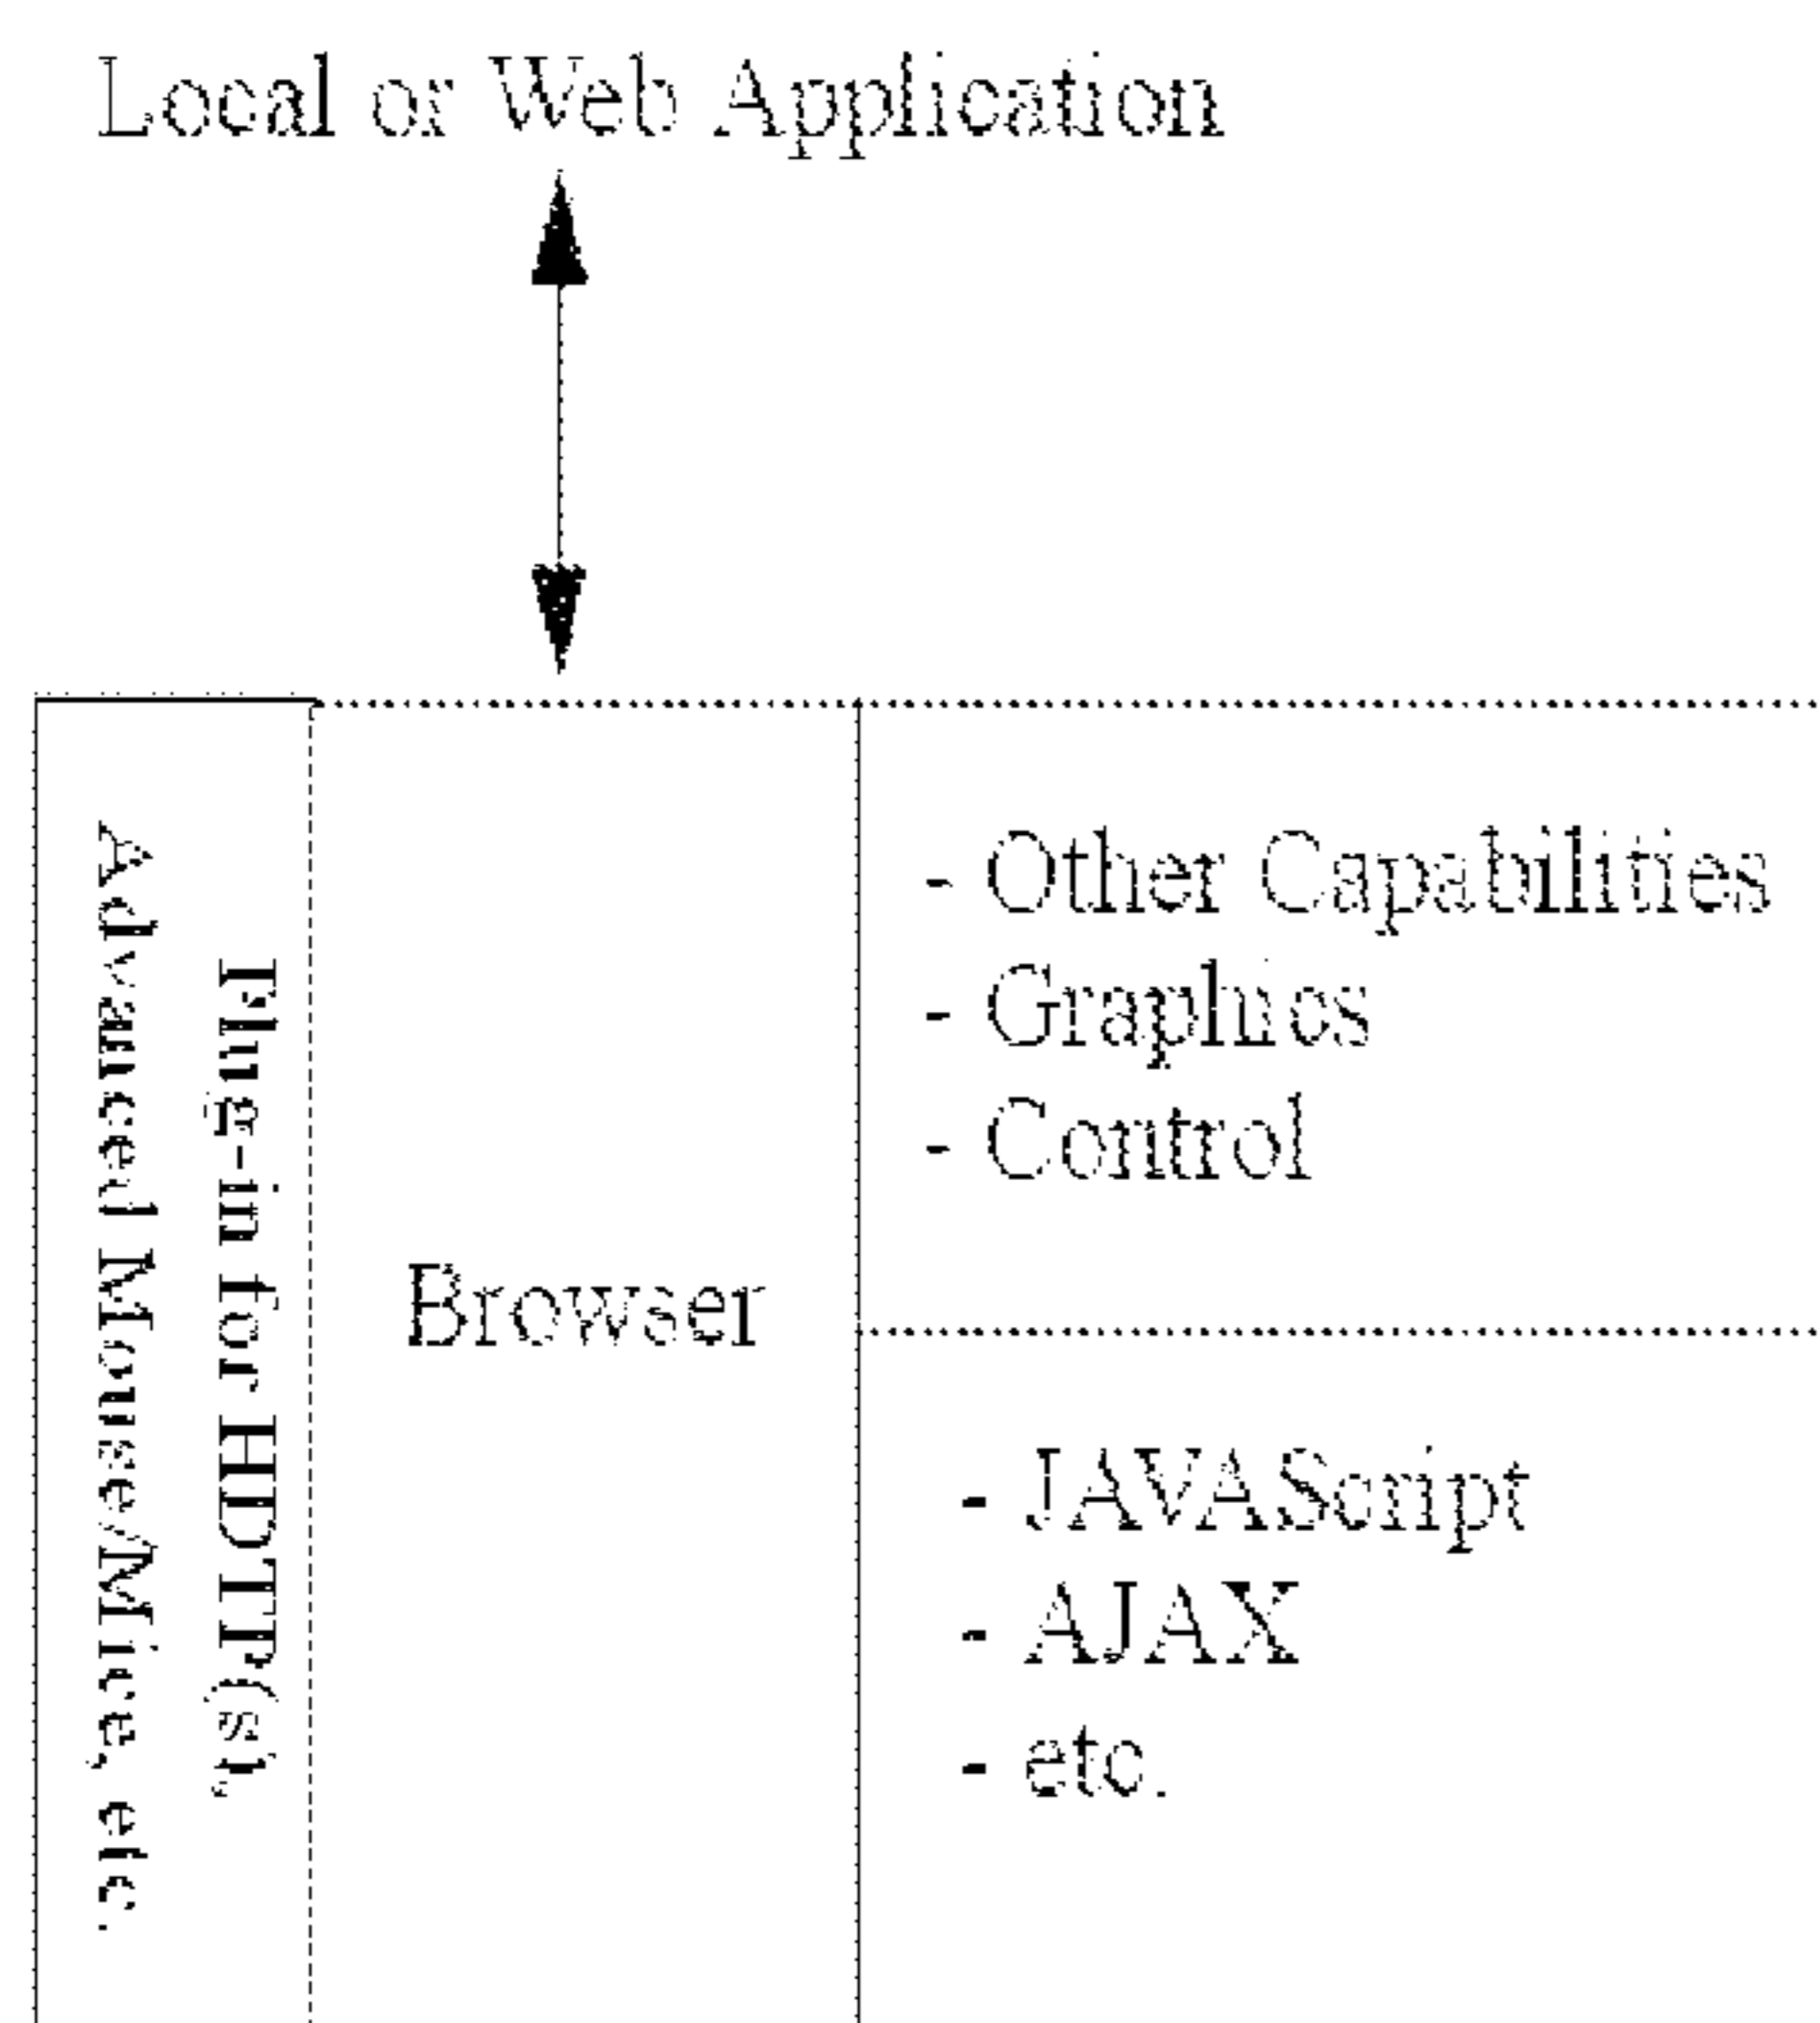 Local or Web Application
Plug-in for HDTP(s),
Advanced Mouse/Mice, etc.
Browser
- Other Capabilities
- Graphics
- Control
- JAVAScript
- AJAX
- etc.